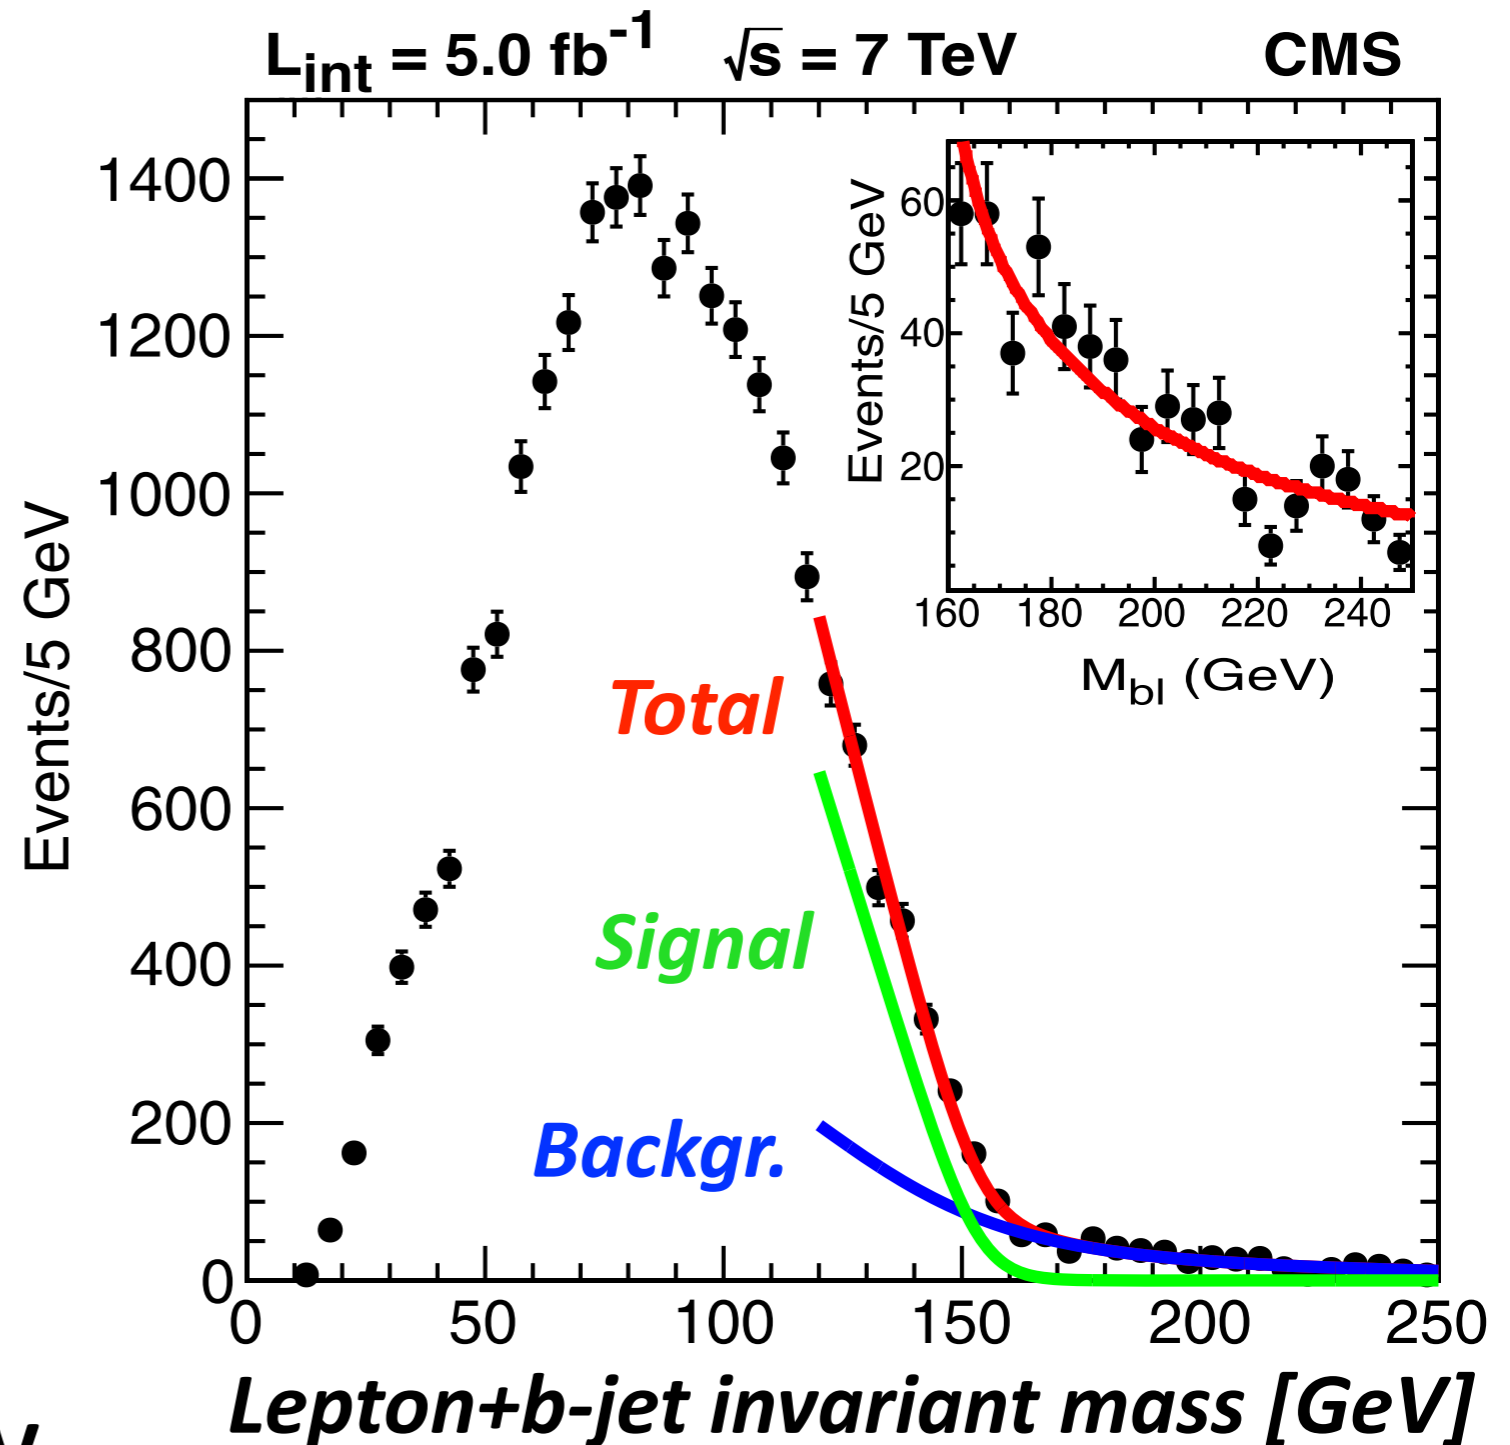 L_int = 5.0 fb^-1 √s = 7 TeV CMS
Events/5 GeV
1400
1200
1000
800
600
400
200
0
0 50 100 150 200 250
Lepton+b-jet invariant mass [GeV]
Total
Signal
Backgr.
Events/5 GeV
60
40
20
160 180 200 220 240
M_bl (GeV)